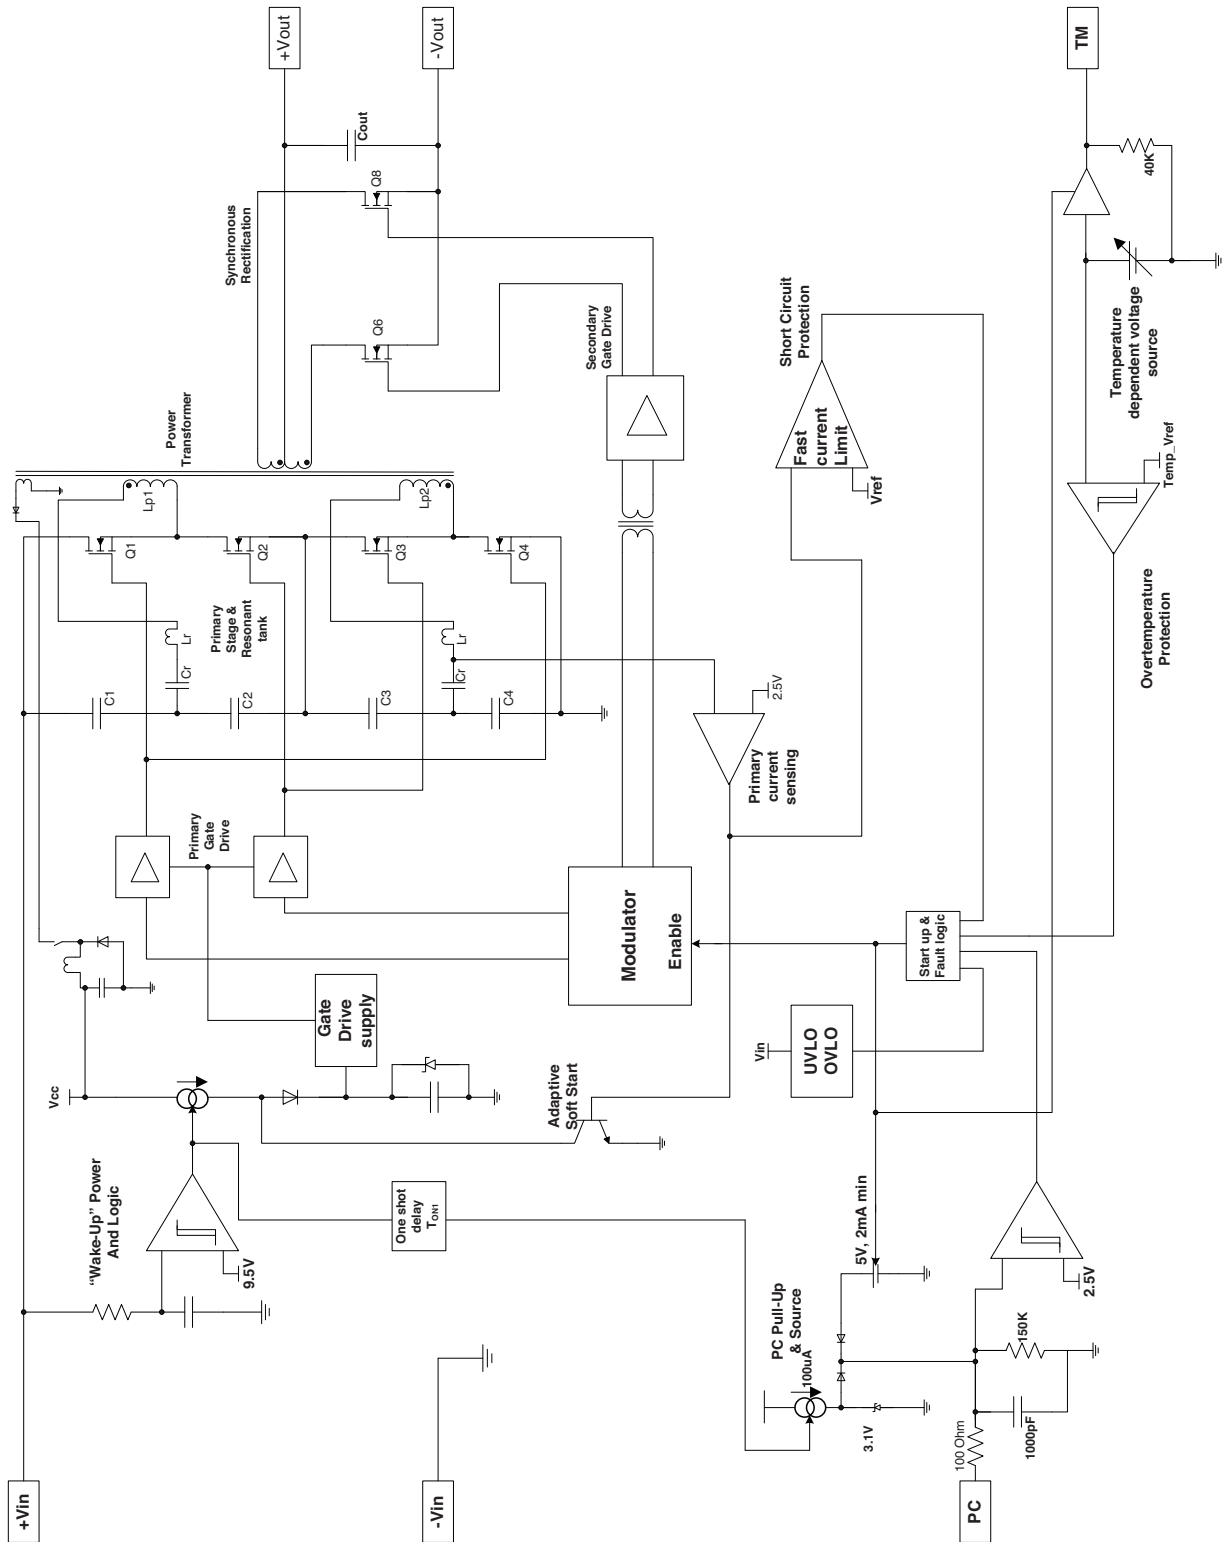 +Vin
-Vin
"Wake-Up" Power
And Logic
9.5V
Vcc
One shot
delay
TON1
Gate
Drive
supply
Adaptive
Soft Start
Primary
Gate
Drive
Modulator
Enable
C1
C2
C3
C4
Cr
Lr
Cr
Lr
Primary
Stage &
Resonant
tank
Q1
Q2
Q3
Q4
Lp1
Lp2
Power
Transformer
Synchronous
Rectification
Q6
Q8
Cout
+Vout
-Vout
Secondary
Gate Drive
Primary
current
sensing
2.5V
Short Circuit
Protection
Fast
current
Limit
Vref
PC Pull-Up
& Source
100uA
3.1V
5V, 2mA min
Vin
UVLO
OVLO
Start up &
Fault logic
PC
100 Ohm
1000pF
150K
2.5V
Overtemperature
Protection
Temp_Vref
Temperature
dependent voltage
source
40K
TM